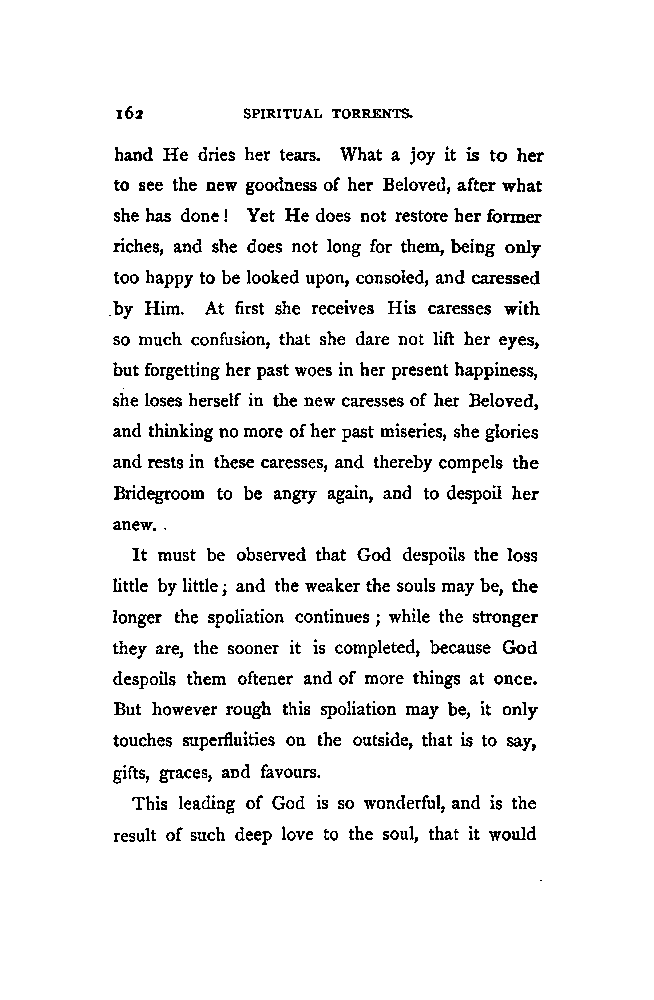 162 SPIRITUAL TORRENTS.
hand He dries her tears. What a joy it is to her
to see the new goodness of her Beloved, after what
she has done! Yet He does not restore her former
riches, and she does not long for them, being only
too happy to be looked upon, consoled, and caressed
by Him. At first she receives His caresses with
so much confusion, that she dare not lift her eyes,
but forgetting her past woes in her present happiness,
she loses herself in the new caresses of her Beloved,
and thinking no more of her past miseries, she glories
and rests in these caresses, and thereby compels the
Bridegroom to be angry again, and to despoil her
anew.
It must be observed that God despoils the loss
little by little; and the weaker the souls may be, the
longer the spoliation continues; while the stronger
they are, the sooner it is completed, because God
despoils them oftener and of more things at once.
But however rough this spoliation may be, it only
touches superfluities on the outside, that is to say,
gifts, graces, and favours.
This leading of God is so wonderful, and is the
result of such deep love to the soul, that it would